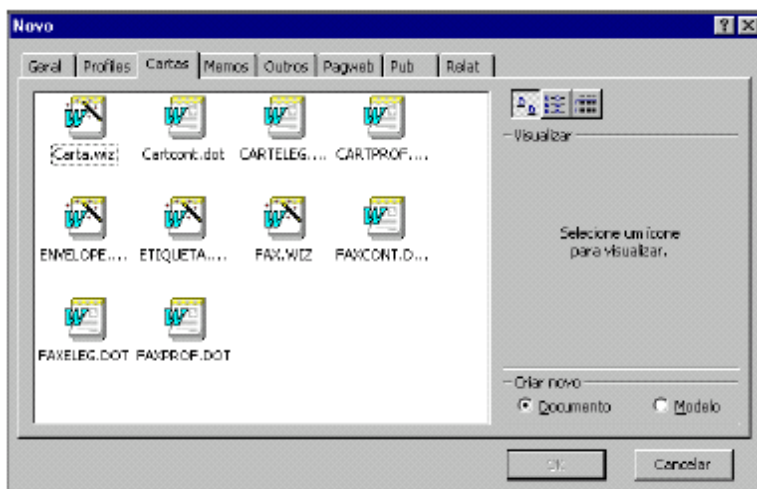 Novo
Geral Profiles Cartas Memos Outros Pagweb Pub Relat
Carta.wiz Cartcont.dot CARTELEG.... CARTPROF....
Visualizar
ENVELOPE.... ETIQUETA.... FAX.WIZ FAXCONT.D...
Selecione um ícone
para visualizar.
FAXELEG.DOT FAXPROF.DOT
Criar novo
Documento Modelo
OK Cancelar